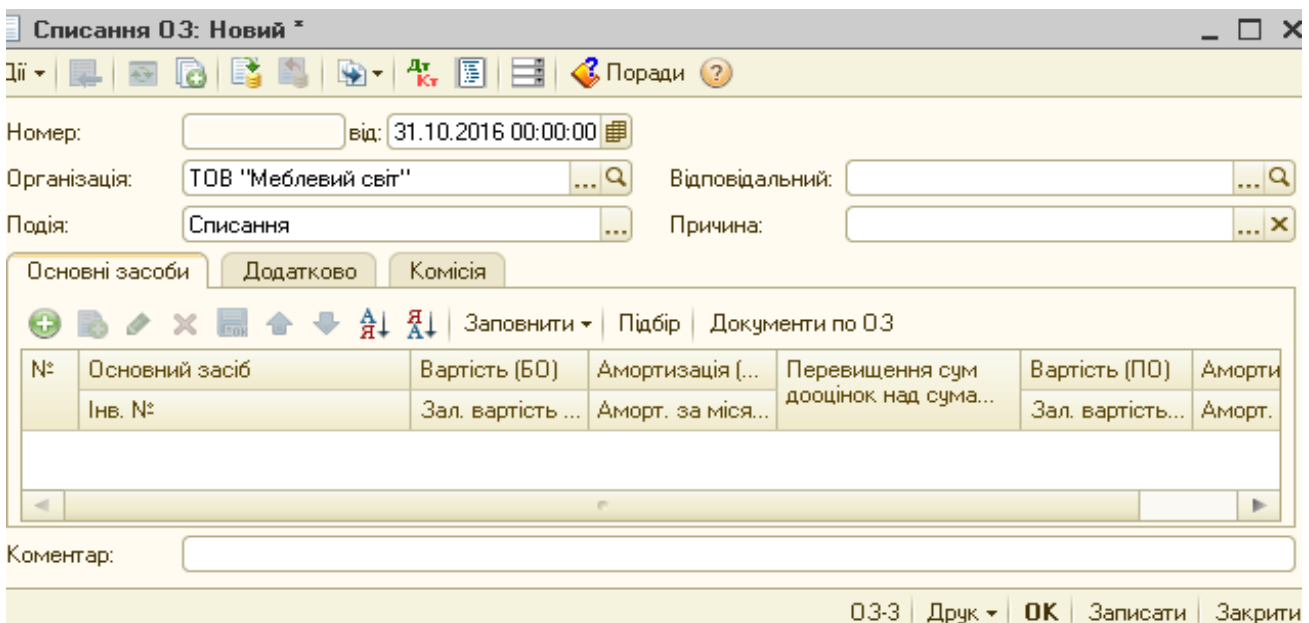 Списання ОЗ: Новий *
Дії Дт Кт Поради
Номер: від: 31.10.2016 00:00:00
Організація: ТОВ "Меблевий світ" ... Відповідальний: ...
Подія: Списання ... Причина: ...
Основні засоби Додатково Комісія
Заповнити Підбір Документи по ОЗ
№ Основний засіб Вартість (БО) Амортизація (... Перевищення сум дооцінок над сума... Вартість (ПО) Аморти
Інв. № Зал. вартість ... Аморт. за міся... Зал. вартість... Аморт.
Коментар:
ОЗ-3 Друк OK Записати Закрити